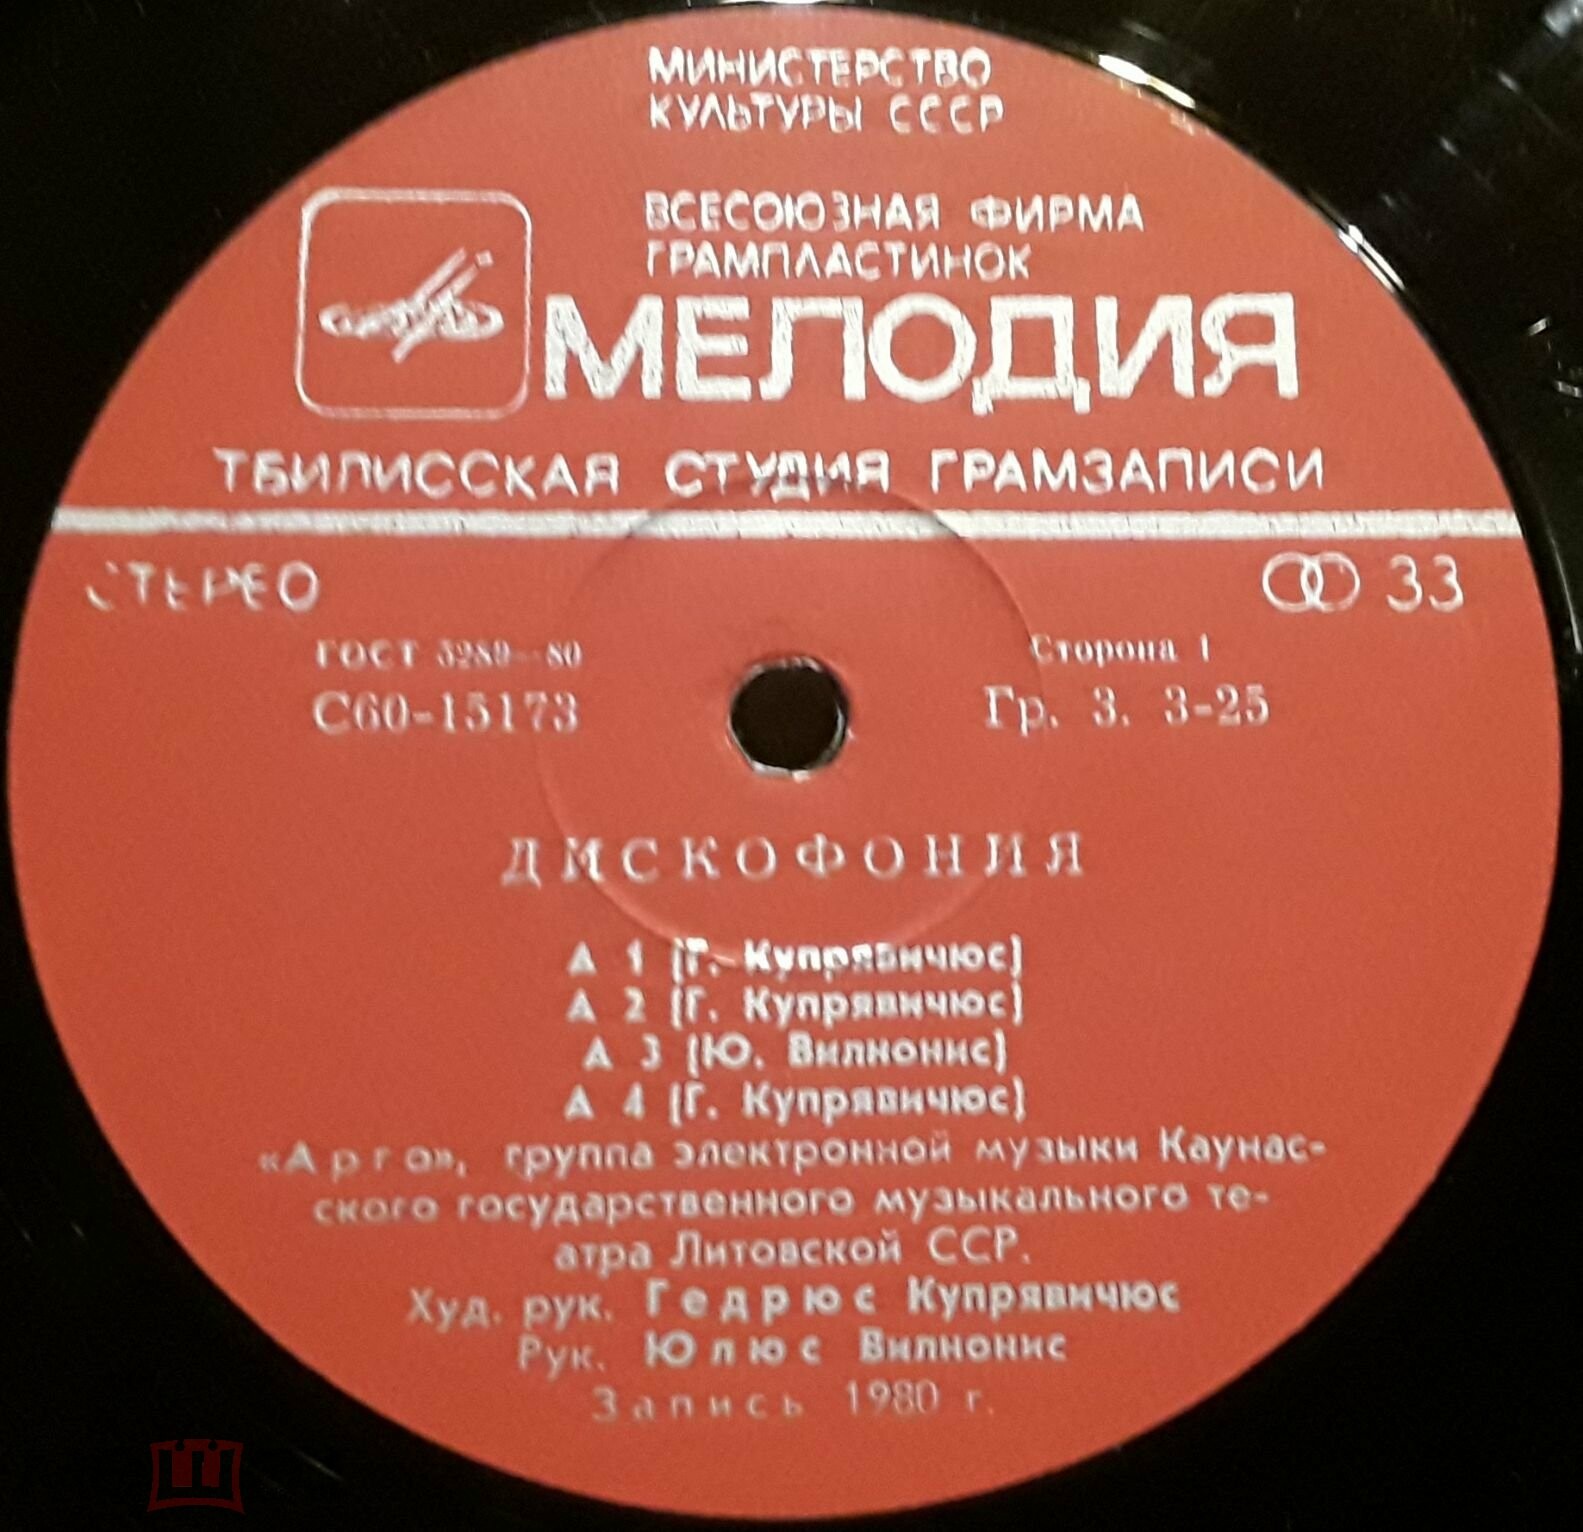 МИНИСТЕРСТВО
КУЛЬТУРЫ СССР
ВСЕСОЮЗНАЯ ФИРМА
ГРАМПЛАСТИНОК
МЕЛОДИЯ
ТБИЛИССКАЯ СТУДИЯ ГРАМЗАПИСИ
СТЕРЕО
33
ГОСТ 5289—80
Сторона 1
С60-15173
Гр. 3. 3-25
ДИСКОФОНИЯ
А 1 (Г. Купрявичюс)
А 2 (Г. Купрявичюс)
А 3 (Ю. Вилнонис)
А 4 (Г. Купрявичюс)
«Арго», группа электронной музыки Каунас-
ского государственного музыкального те-
атра Литовской ССР.
Худ. рук. Гедрюс Купрявичюс
Рук. Юлюс Вилнонис
Запись 1980 г.